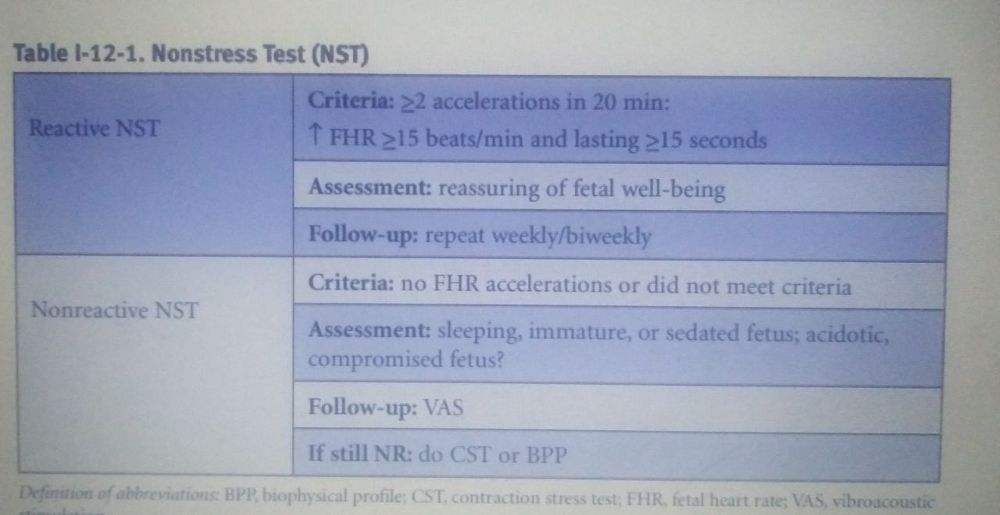 Table I-12-1. Nonstress Test (NST)
Reactive NST
Criteria: ≥2 accelerations in 20 min:
↑ FHR ≥15 beats/min and lasting ≥15 seconds
Assessment: reassuring of fetal well-being
Follow-up: repeat weekly/biweekly
Nonreactive NST
Criteria: no FHR accelerations or did not meet criteria
Assessment: sleeping, immature, or sedated fetus; acidotic,
compromised fetus?
Follow-up: VAS
If still NR: do CST or BPP
Definition of abbreviations: BPP, biophysical profile; CST, contraction stress test; FHR, fetal heart rate; VAS, vibroacoustic